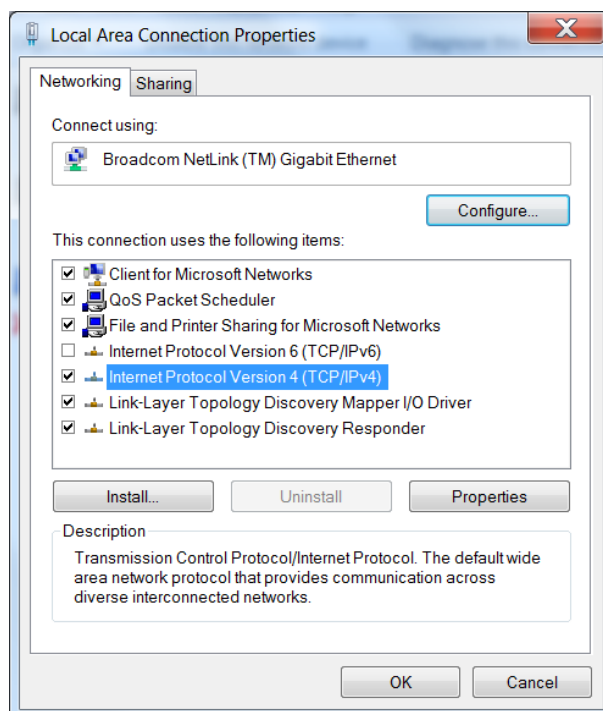 Local Area Connection Properties
Networking
Sharing
Connect using:
Broadcom NetLink (TM) Gigabit Ethernet
Configure...
This connection uses the following items:
Client for Microsoft Networks
QoS Packet Scheduler
File and Printer Sharing for Microsoft Networks
Internet Protocol Version 6 (TCP/IPv6)
Internet Protocol Version 4 (TCP/IPv4)
Link-Layer Topology Discovery Mapper I/O Driver
Link-Layer Topology Discovery Responder
Install...
Uninstall
Properties
Description
Transmission Control Protocol/Internet Protocol. The default wide
area network protocol that provides communication across
diverse interconnected networks.
OK
Cancel